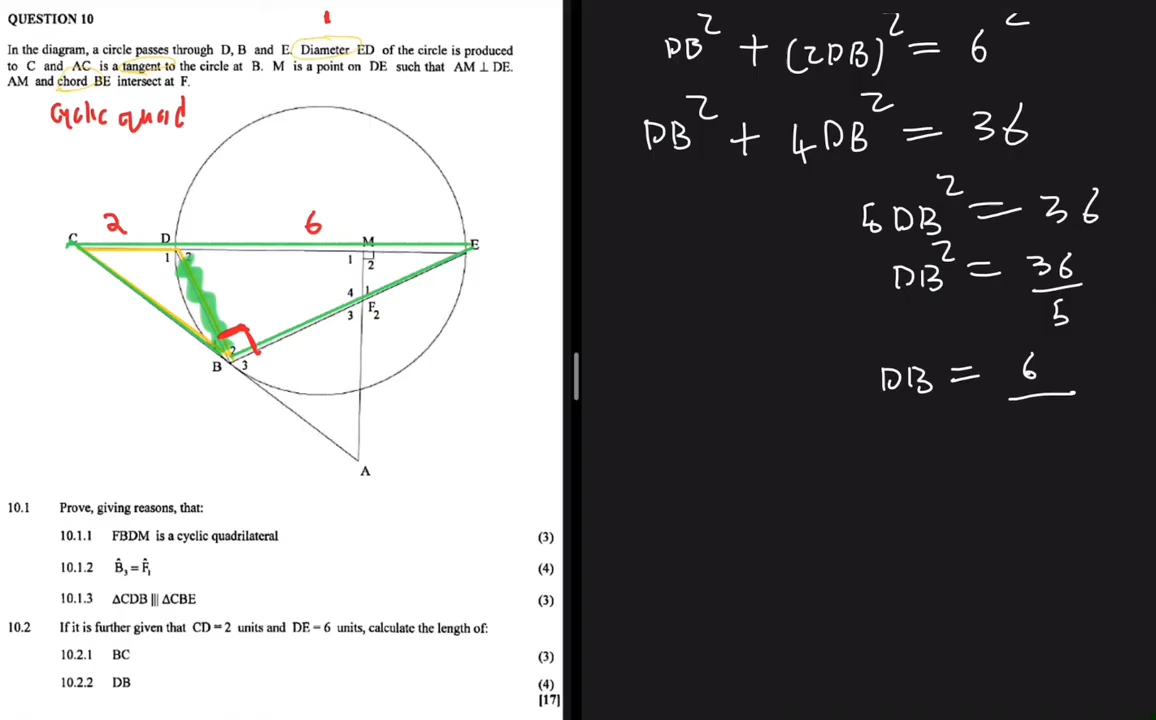 QUESTION 10
1
In the diagram, a circle passes through D, B and E. Diameter ED of the circle is produced
to C and AC is a tangent to the circle at B. M is a point on DE such that AM ⊥ DE.
AM and chord BE intersect at F.
cyclic quad
2
6
C
D
M
E
1
2
1
2
4
1
F
3
2
2
B
3
A
10.1 Prove, giving reasons, that:
10.1.1 FBDM is a cyclic quadrilateral (3)
10.1.2 B̂₃ = F̂₁ (4)
10.1.3 ΔCDB ||| ΔCBE (3)
10.2 If it is further given that CD = 2 units and DE = 6 units, calculate the length of:
10.2.1 BC (3)
10.2.2 DB (4)
[17]
DB² + (2DB)² = 6²
DB² + 4DB² = 36
5DB² = 36
DB² = 36
5
DB = 6